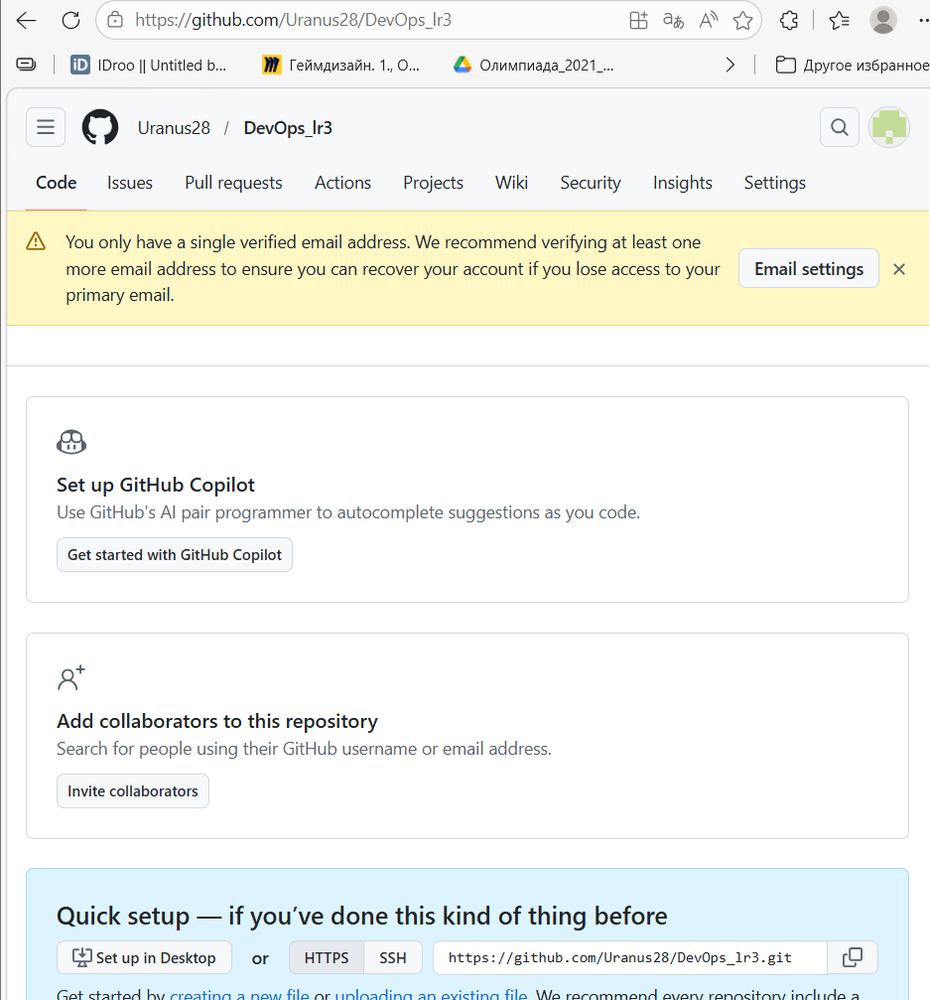 https://github.com/Uranus28/DevOps_lr3
IDroo || Untitled b...
Геймдизайн. 1., О...
Олимпиада_2021_...
Другое избранное
Uranus28 / DevOps_lr3
Code Issues Pull requests Actions Projects Wiki Security Insights Settings
You only have a single verified email address. We recommend verifying at least one
more email address to ensure you can recover your account if you lose access to your
primary email.
Email settings
Set up GitHub Copilot
Use GitHub's AI pair programmer to autocomplete suggestions as you code.
Get started with GitHub Copilot
Add collaborators to this repository
Search for people using their GitHub username or email address.
Invite collaborators
Quick setup — if you’ve done this kind of thing before
Set up in Desktop or HTTPS SSH https://github.com/Uranus28/DevOps_lr3.git
Get started by creating a new file or uploading an existing file. We recommend every repository include a